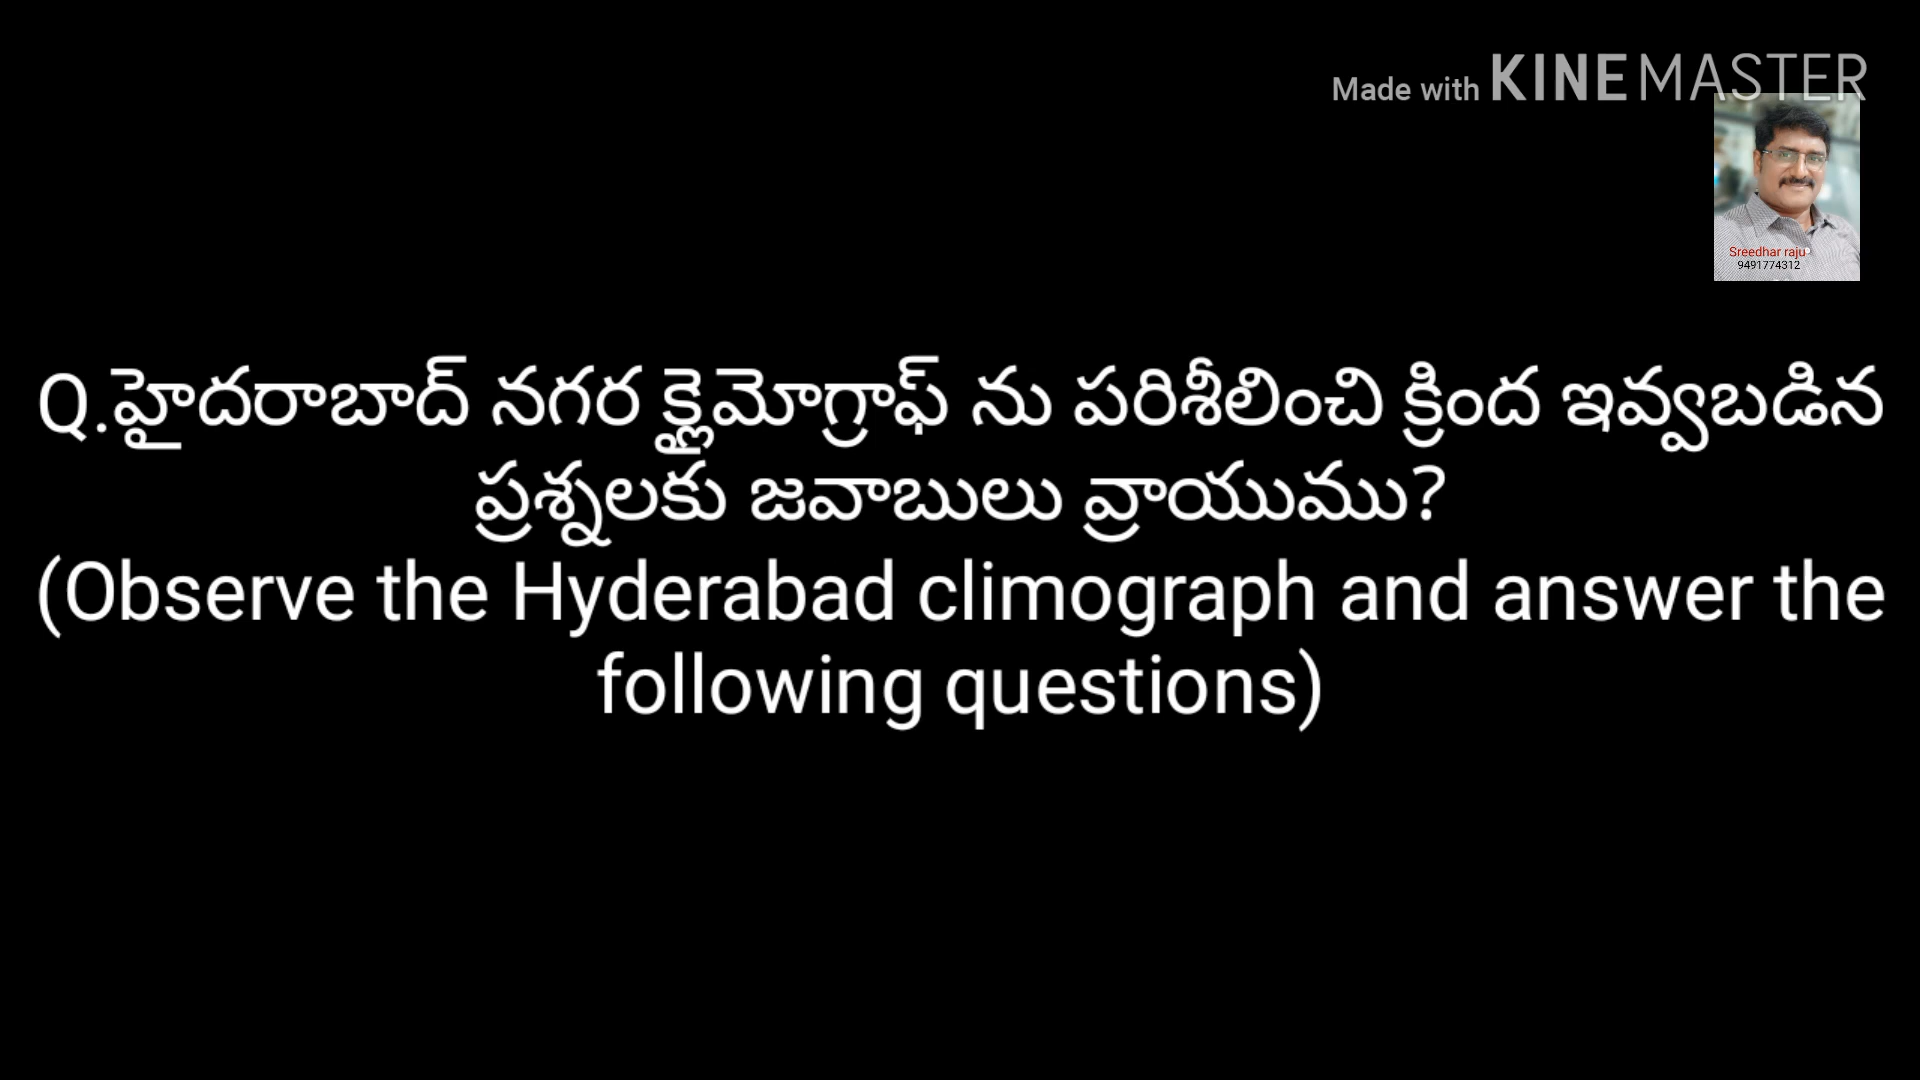 Made with KINEMASTER
Sreedhar raju
9491774312
Q.హైదరాబాద్ నగర క్లైమోగ్రాఫ్ ను పరిశీలించి క్రింద ఇవ్వబడిన
ప్రశ్నలకు జవాబులు వ్రాయుము?
(Observe the Hyderabad climograph and answer the
following questions)